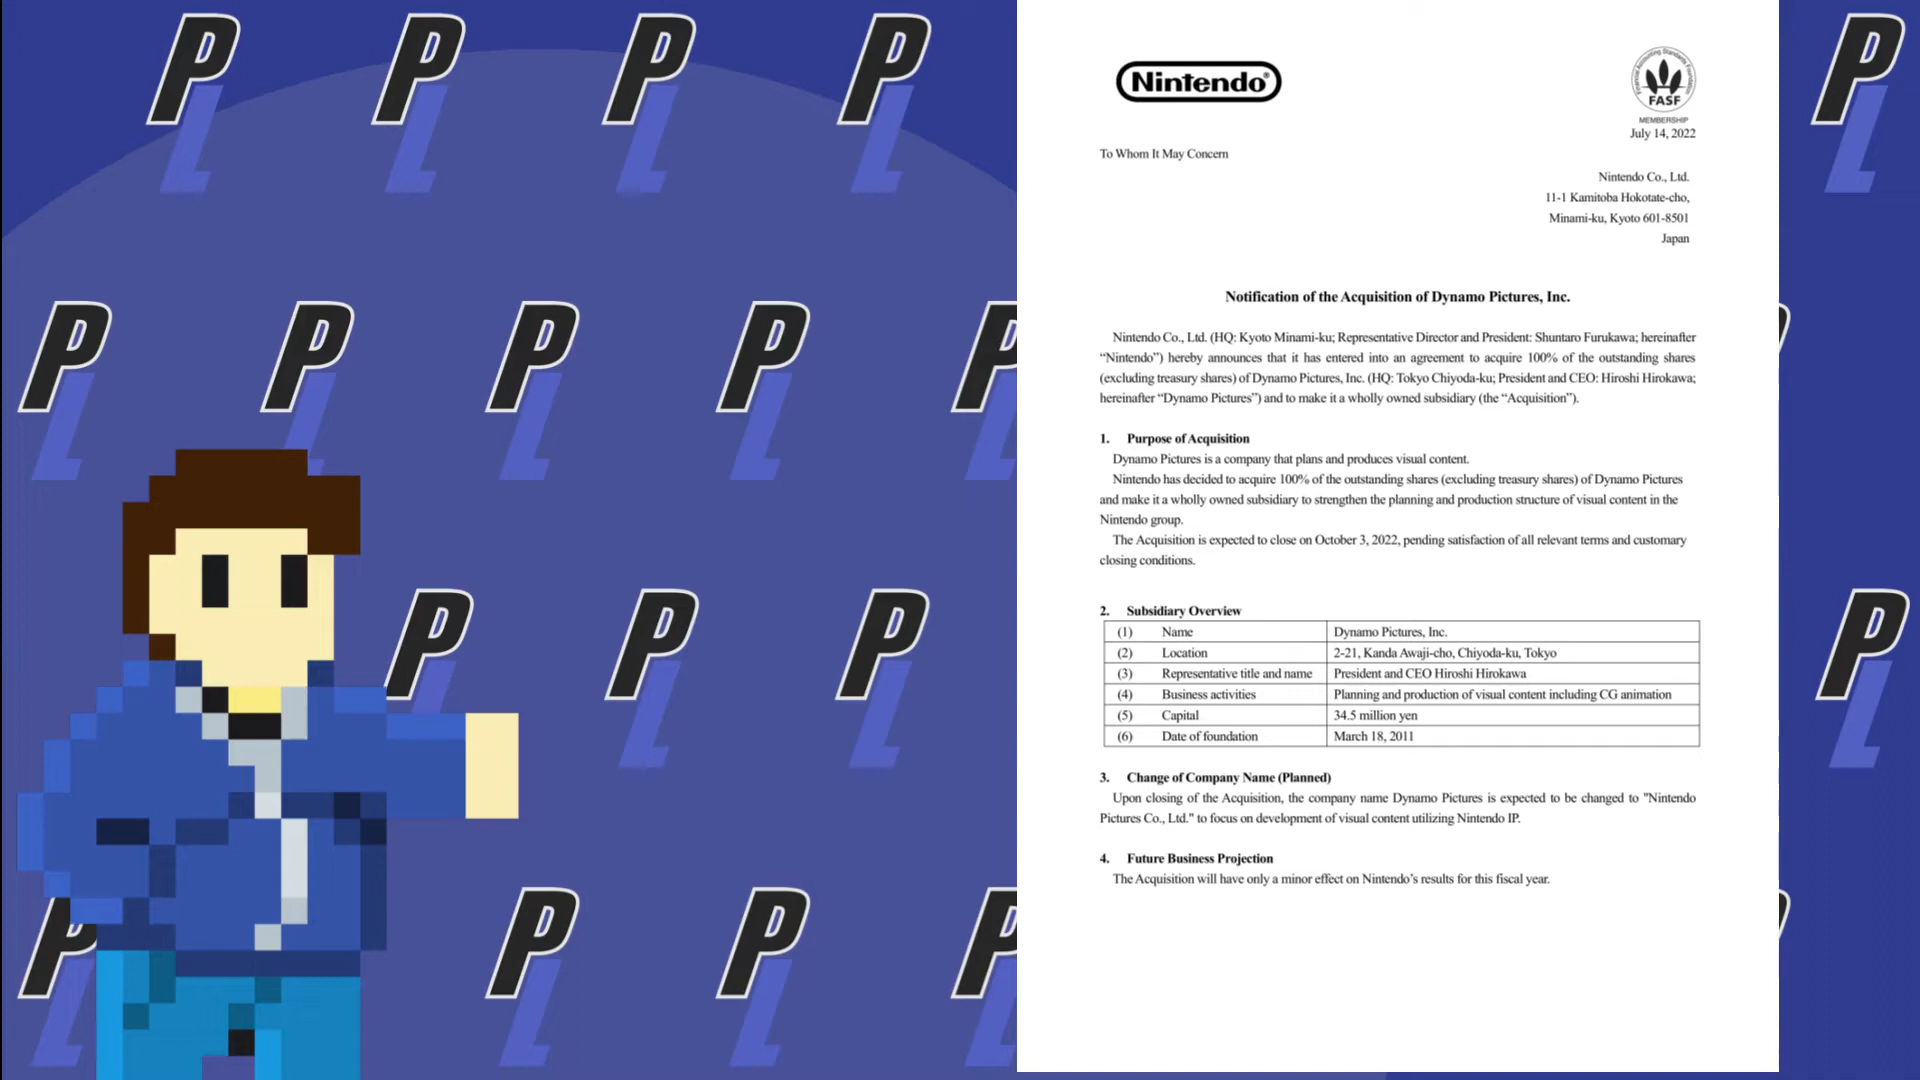 P L P L P L P L P L
P L P L P L P L P L
P L P L P L P L
P L P L P L P L
Nintendo®
Financial Accounting Standards Foundation
FASF
MEMBERSHIP
July 14, 2022
To Whom It May Concern
Nintendo Co., Ltd.
11-1 Kamitoba Hokotate-cho,
Minami-ku, Kyoto 601-8501
Japan
Notification of the Acquisition of Dynamo Pictures, Inc.
Nintendo Co., Ltd. (HQ: Kyoto Minami-ku; Representative Director and President: Shuntaro Furukawa; hereinafter
“Nintendo”) hereby announces that it has entered into an agreement to acquire 100% of the outstanding shares
(excluding treasury shares) of Dynamo Pictures, Inc. (HQ: Tokyo Chiyoda-ku; President and CEO: Hiroshi Hirokawa;
hereinafter “Dynamo Pictures”) and to make it a wholly owned subsidiary (the “Acquisition”).
1. Purpose of Acquisition
Dynamo Pictures is a company that plans and produces visual content.
Nintendo has decided to acquire 100% of the outstanding shares (excluding treasury shares) of Dynamo Pictures
and make it a wholly owned subsidiary to strengthen the planning and production structure of visual content in the
Nintendo group.
The Acquisition is expected to close on October 3, 2022, pending satisfaction of all relevant terms and customary
closing conditions.
2. Subsidiary Overview
(1) Name Dynamo Pictures, Inc.
(2) Location 2-21, Kanda Awaji-cho, Chiyoda-ku, Tokyo
(3) Representative title and name President and CEO Hiroshi Hirokawa
(4) Business activities Planning and production of visual content including CG animation
(5) Capital 34.5 million yen
(6) Date of foundation March 18, 2011
3. Change of Company Name (Planned)
Upon closing of the Acquisition, the company name Dynamo Pictures is expected to be changed to "Nintendo
Pictures Co., Ltd." to focus on development of visual content utilizing Nintendo IP.
4. Future Business Projection
The Acquisition will have only a minor effect on Nintendo’s results for this fiscal year.